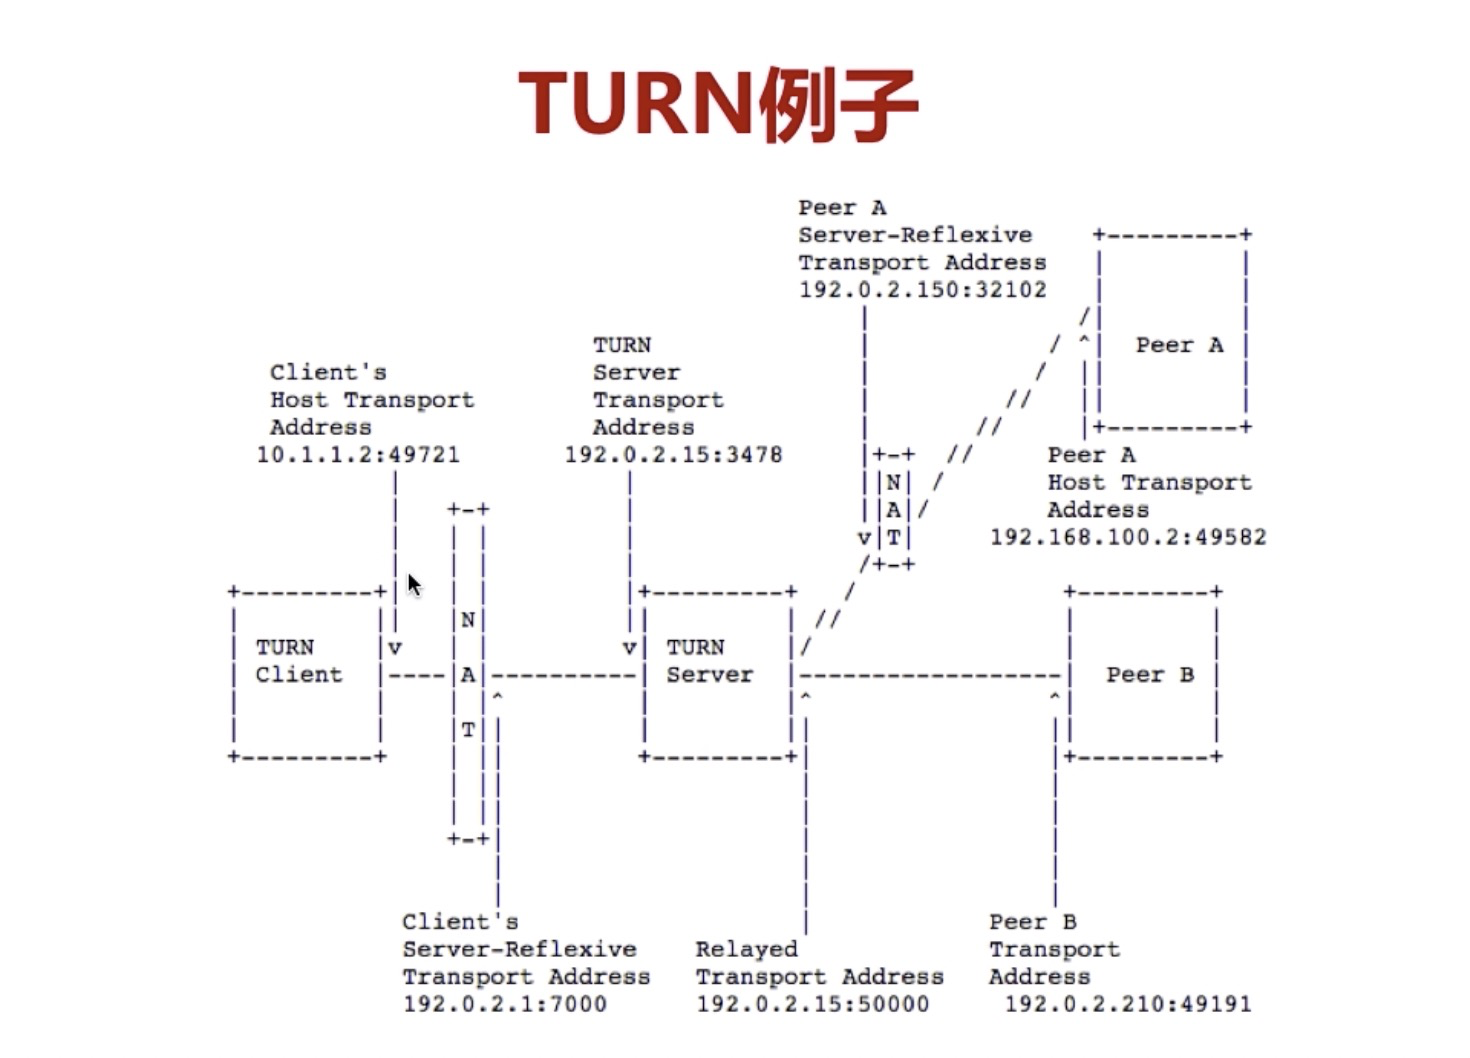 TURN例子
Peer A
Server-Reflexive
Transport Address
192.0.2.150:32102
Peer A
TURN
Server
Transport
Address
192.0.2.15:3478
Client's
Host Transport
Address
10.1.1.2:49721
N
A
T
Peer A
Host Transport
Address
192.168.100.2:49582
TURN
Client
N
A
T
TURN
Server
Peer B
Client's
Server-Reflexive
Transport Address
192.0.2.1:7000
Relayed
Transport Address
192.0.2.15:50000
Peer B
Transport
Address
192.0.2.210:49191